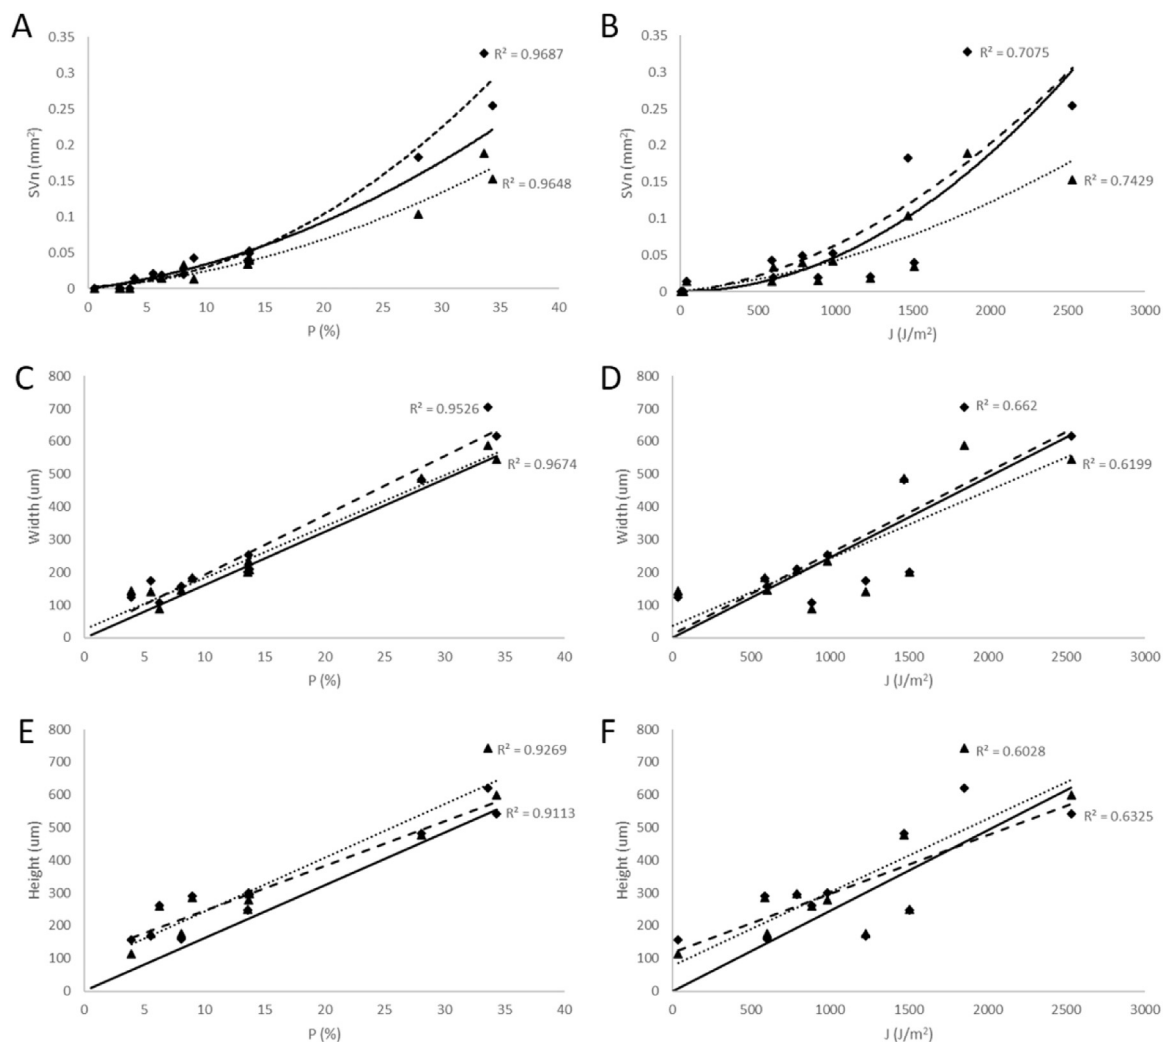 A
0.35
0.3
0.25
0.2
0.15
0.1
0.05
0
SVn (mm²)
0 5 10 15 20 25 30 35 40
P (%)
R² = 0.9687
R² = 0.9648
B
0.35
0.3
0.25
0.2
0.15
0.1
0.05
0
SVn (mm²)
0 500 1000 1500 2000 2500 3000
J (J/m²)
R² = 0.7075
R² = 0.7429
C
800
700
600
500
400
300
200
100
0
Width (um)
0 5 10 15 20 25 30 35 40
P (%)
R² = 0.9526
R² = 0.9674
D
800
700
600
500
400
300
200
100
0
Width (um)
0 500 1000 1500 2000 2500 3000
J (J/m²)
R² = 0.662
R² = 0.6199
E
800
700
600
500
400
300
200
100
0
Height (um)
0 5 10 15 20 25 30 35 40
P (%)
R² = 0.9269
R² = 0.9113
F
800
700
600
500
400
300
200
100
0
Height (um)
0 500 1000 1500 2000 2500 3000
J (J/m²)
R² = 0.6028
R² = 0.6325